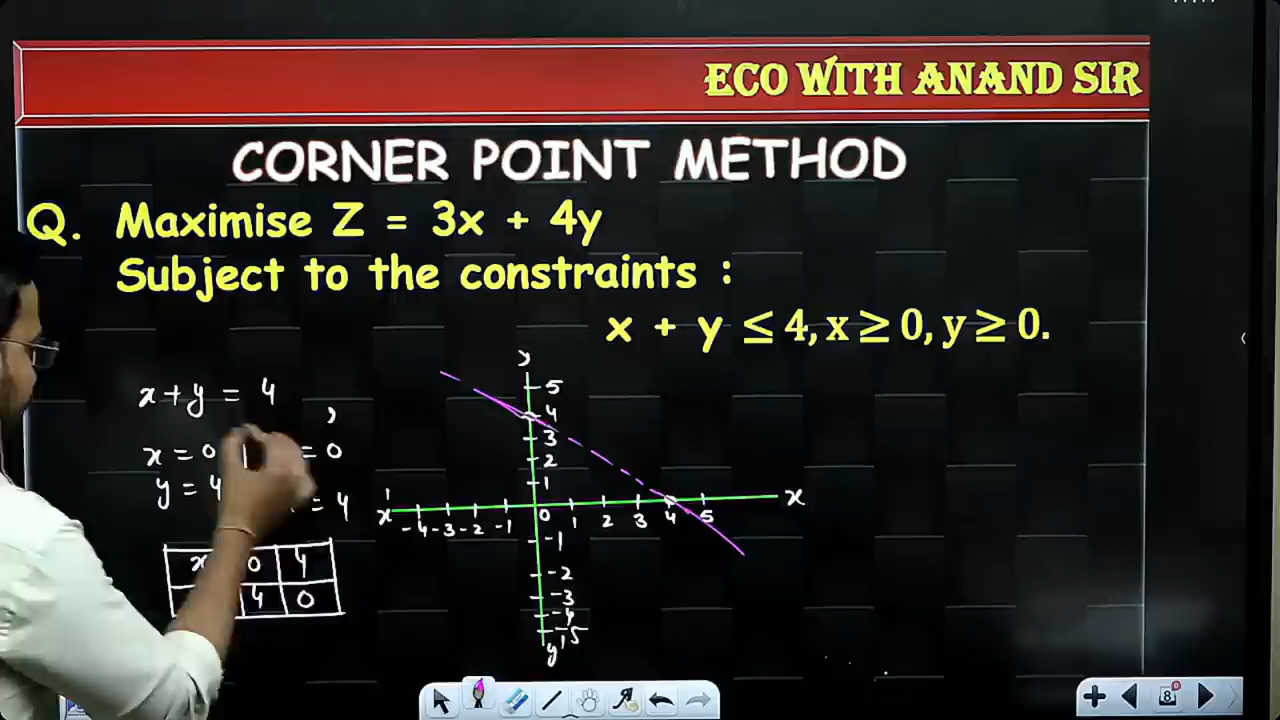 ECO WITH ANAND SIR
CORNER POINT METHOD
Q. Maximise Z = 3x + 4y
Subject to the constraints :
x + y ≤ 4, x ≥ 0, y ≥ 0.
x + y = 4 ,
x = 0 = 0
y = 4 = 4
x 0 4
4 0
y
5
4
3
2
1
x' -4 -3 -2 -1 0 1 2 3 4 5 x
-1
-2
-3
-4
-5
y'
8